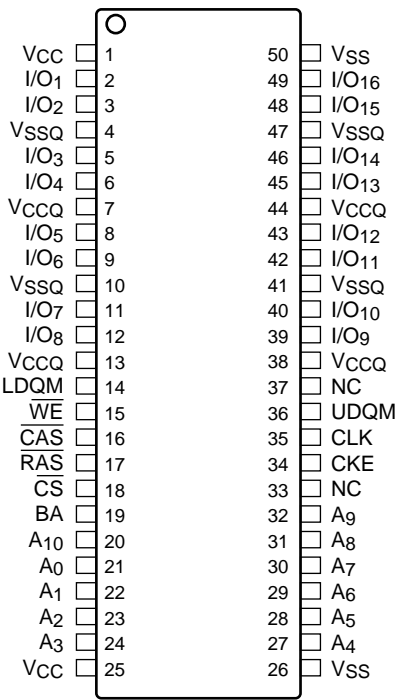 VCC 1 50 VSS
I/O1 2 49 I/O16
I/O2 3 48 I/O15
VSSQ 4 47 VSSQ
I/O3 5 46 I/O14
I/O4 6 45 I/O13
VCCQ 7 44 VCCQ
I/O5 8 43 I/O12
I/O6 9 42 I/O11
VSSQ 10 41 VSSQ
I/O7 11 40 I/O10
I/O8 12 39 I/O9
VCCQ 13 38 VCCQ
LDQM 14 37 NC
W̅E̅ 15 36 UDQM
C̅A̅S̅ 16 35 CLK
R̅A̅S̅ 17 34 CKE
C̅S̅ 18 33 NC
BA 19 32 A9
A10 20 31 A8
A0 21 30 A7
A1 22 29 A6
A2 23 28 A5
A3 24 27 A4
VCC 25 26 VSS